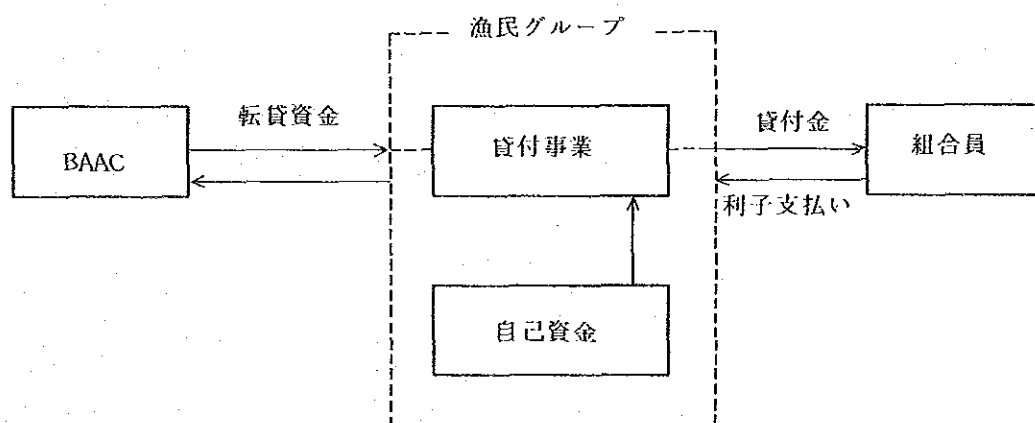 漁民グループ
転貸資金
貸付金
BAAC
貸付事業
組合員
利子支払い
自己資金